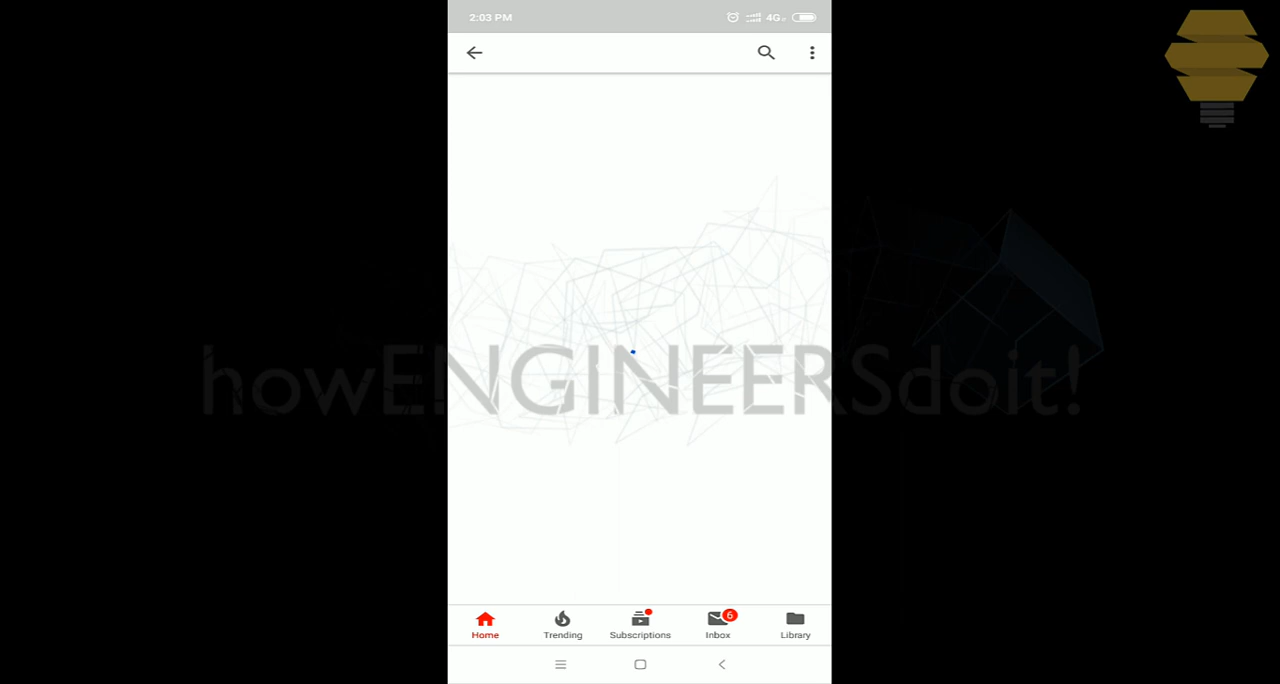 2:03 PM
4G
howENGINEERSdoit!
Home
Trending
Subscriptions
6
Inbox
Library